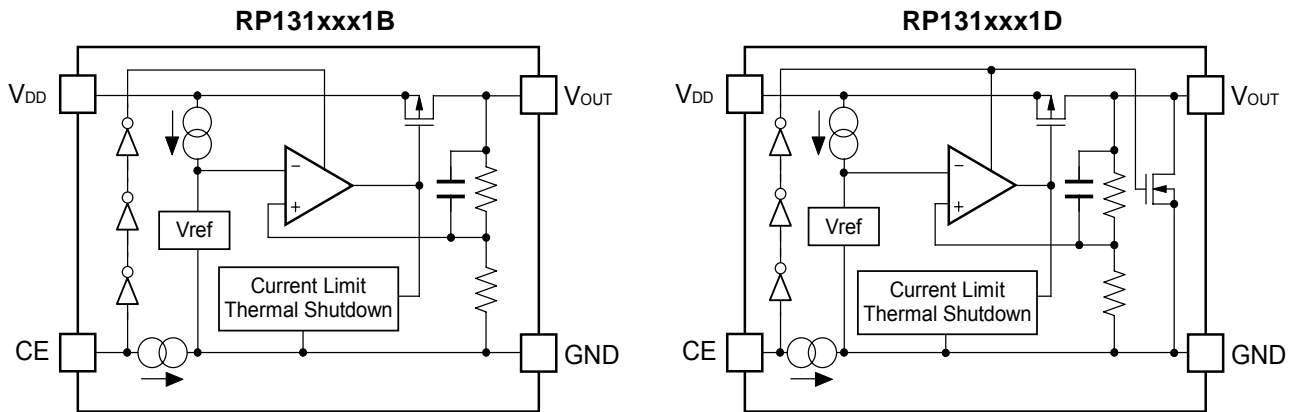 RP131xxx1B
VDD
VOUT
−
+
Vref
Current Limit
Thermal Shutdown
CE
GND
RP131xxx1D
VDD
VOUT
−
+
Vref
Current Limit
Thermal Shutdown
CE
GND